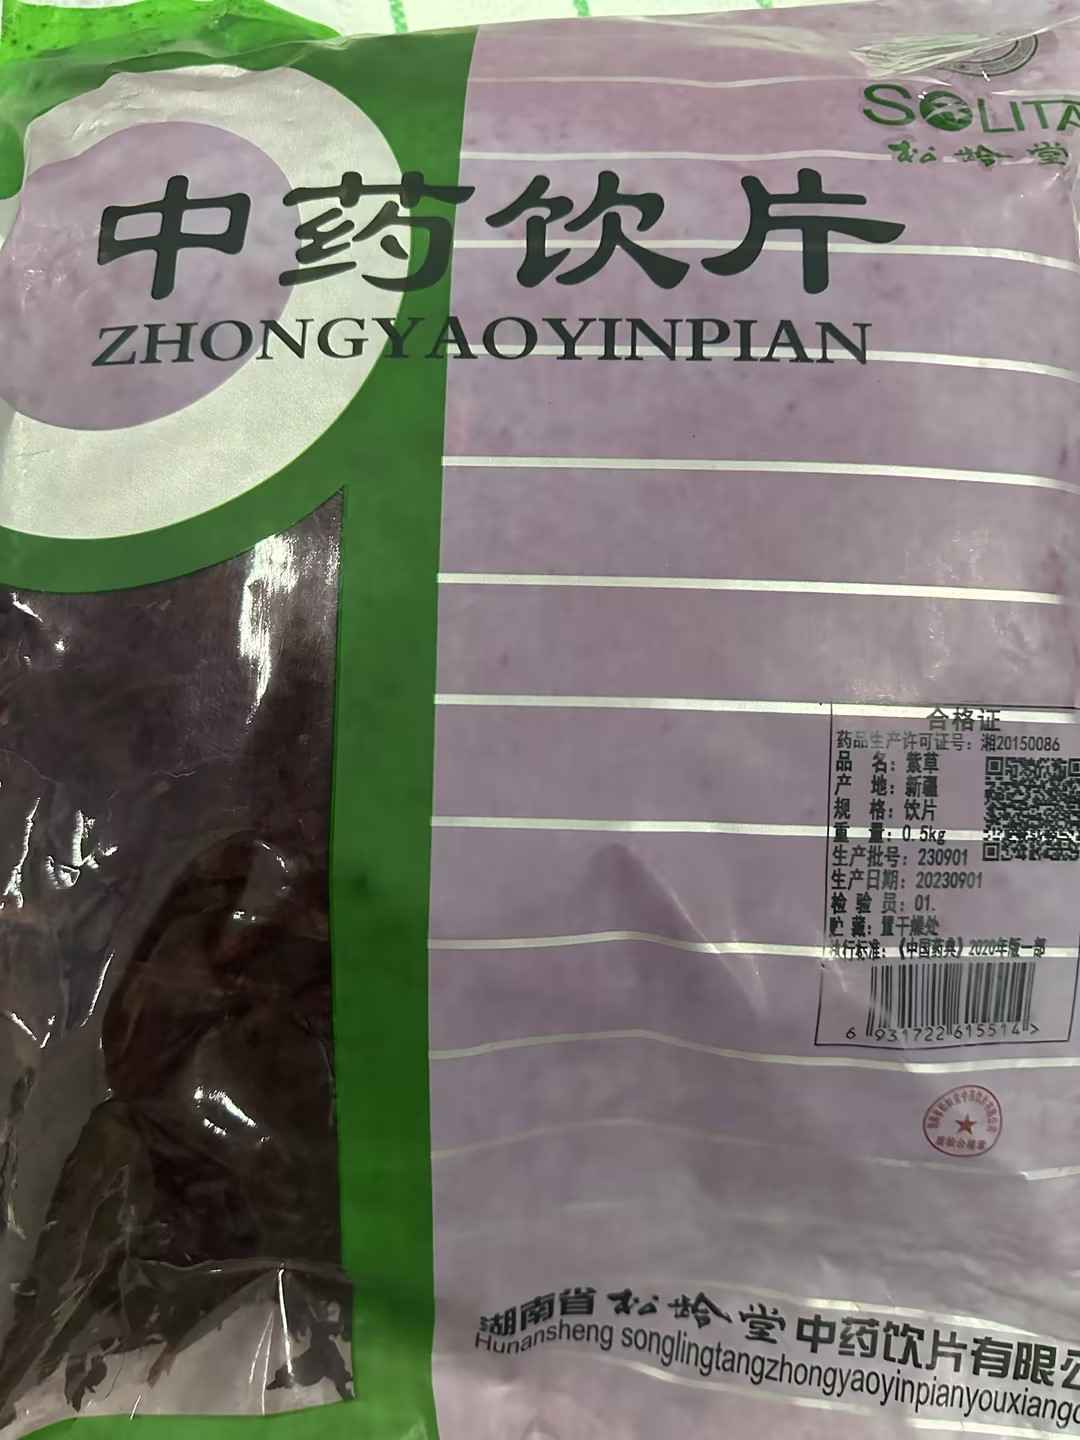 SOLITA
松龄堂
中药饮片
ZHONGYAOYINPIAN
合格证
药品生产许可证号：湘20150086
品 名：紫草
产 地：新疆
规 格：饮片
重 量：0.5kg
生产批号：230901
生产日期：20230901
检验员：01.
贮藏：置干燥处
执行标准：《中国药典》2020年版一部
6 931722 615514 >
湖南省松龄堂中药饮片有限公
Hunansheng songlingtangzhongyaoyinpianyouxiang